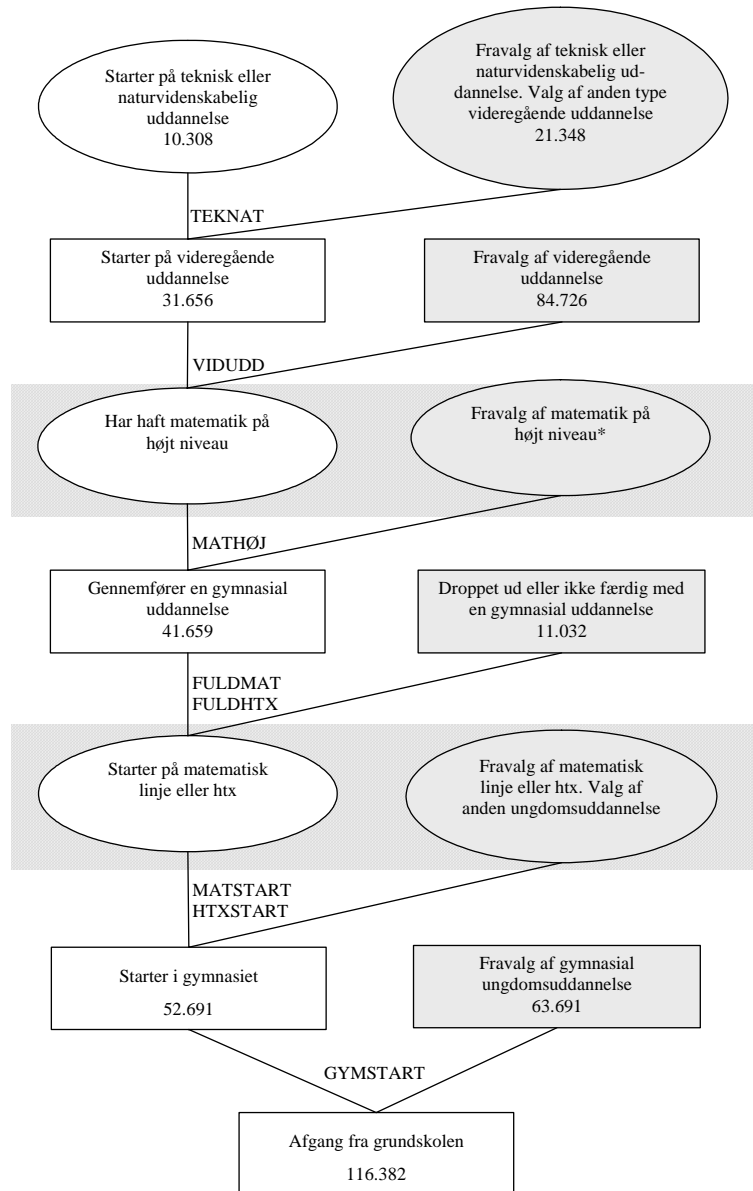 Starter på teknisk eller
naturvidenskabelig
uddannelse
10.308
Fravalg af teknisk eller
naturvidenskabelig ud-
dannelse. Valg af anden type
videregående uddannelse
21.348
TEKNAT
Starter på videregående
uddannelse
31.656
Fravalg af videregående
uddannelse
84.726
VIDUDD
Har haft matematik på
højt niveau
Fravalg af matematik på
højt niveau*
MATHØJ
Gennemfører en gymnasial
uddannelse
41.659
Droppet ud eller ikke færdig med
en gymnasial uddannelse
11.032
FULDMAT
FULDHTX
Starter på matematisk
linje eller htx
Fravalg af matematisk
linje eller htx. Valg af
anden ungdomsuddannelse
MATSTART
HTXSTART
Starter i gymnasiet
52.691
Fravalg af gymnasial
ungdomsuddannelse
63.691
GYMSTART
Afgang fra grundskolen
116.382